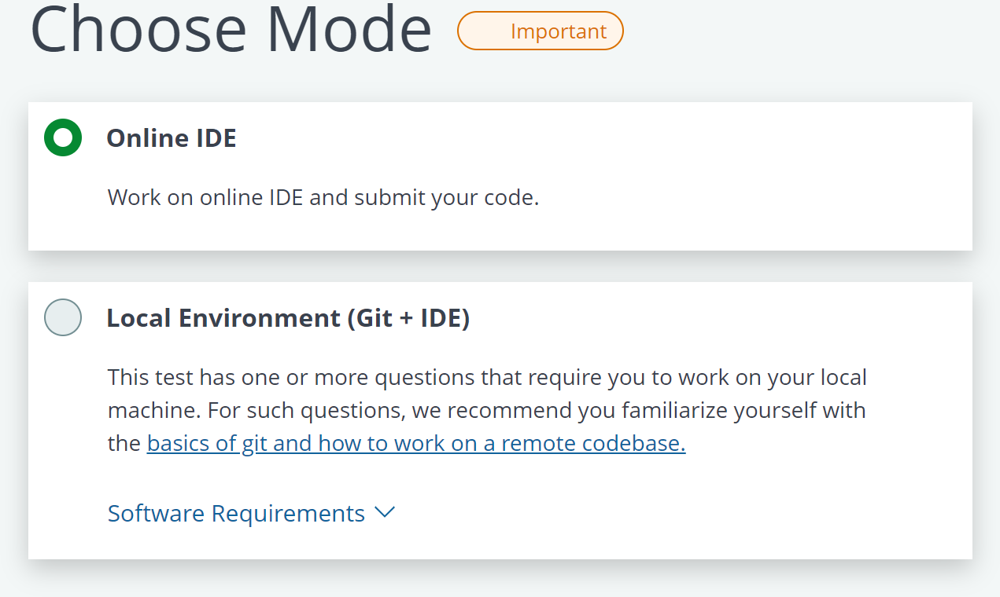 Choose Mode
Important
Online IDE
Work on online IDE and submit your code.
Local Environment (Git + IDE)
This test has one or more questions that require you to work on your local
machine. For such questions, we recommend you familiarize yourself with
the basics of git and how to work on a remote codebase.
Software Requirements